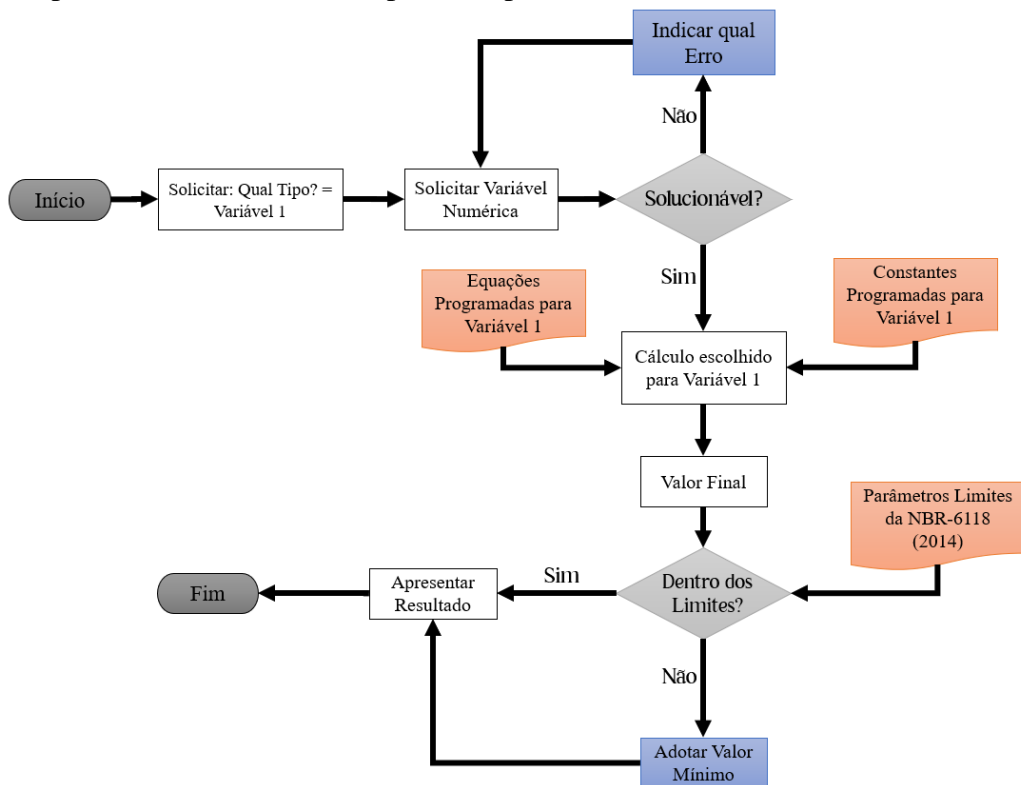 Indicar qual
Erro
Não
Início
Solicitar: Qual Tipo? =
Variável 1
Solicitar Variável
Numérica
Solucionável?
Sim
Equações
Programadas para
Variável 1
Constantes
Programadas para
Variável 1
Cálculo escolhido
para Variável 1
Valor Final
Parâmetros Limites
da NBR-6118
(2014)
Dentro dos
Limites?
Sim
Apresentar
Resultado
Fim
Não
Adotar Valor
Mínimo